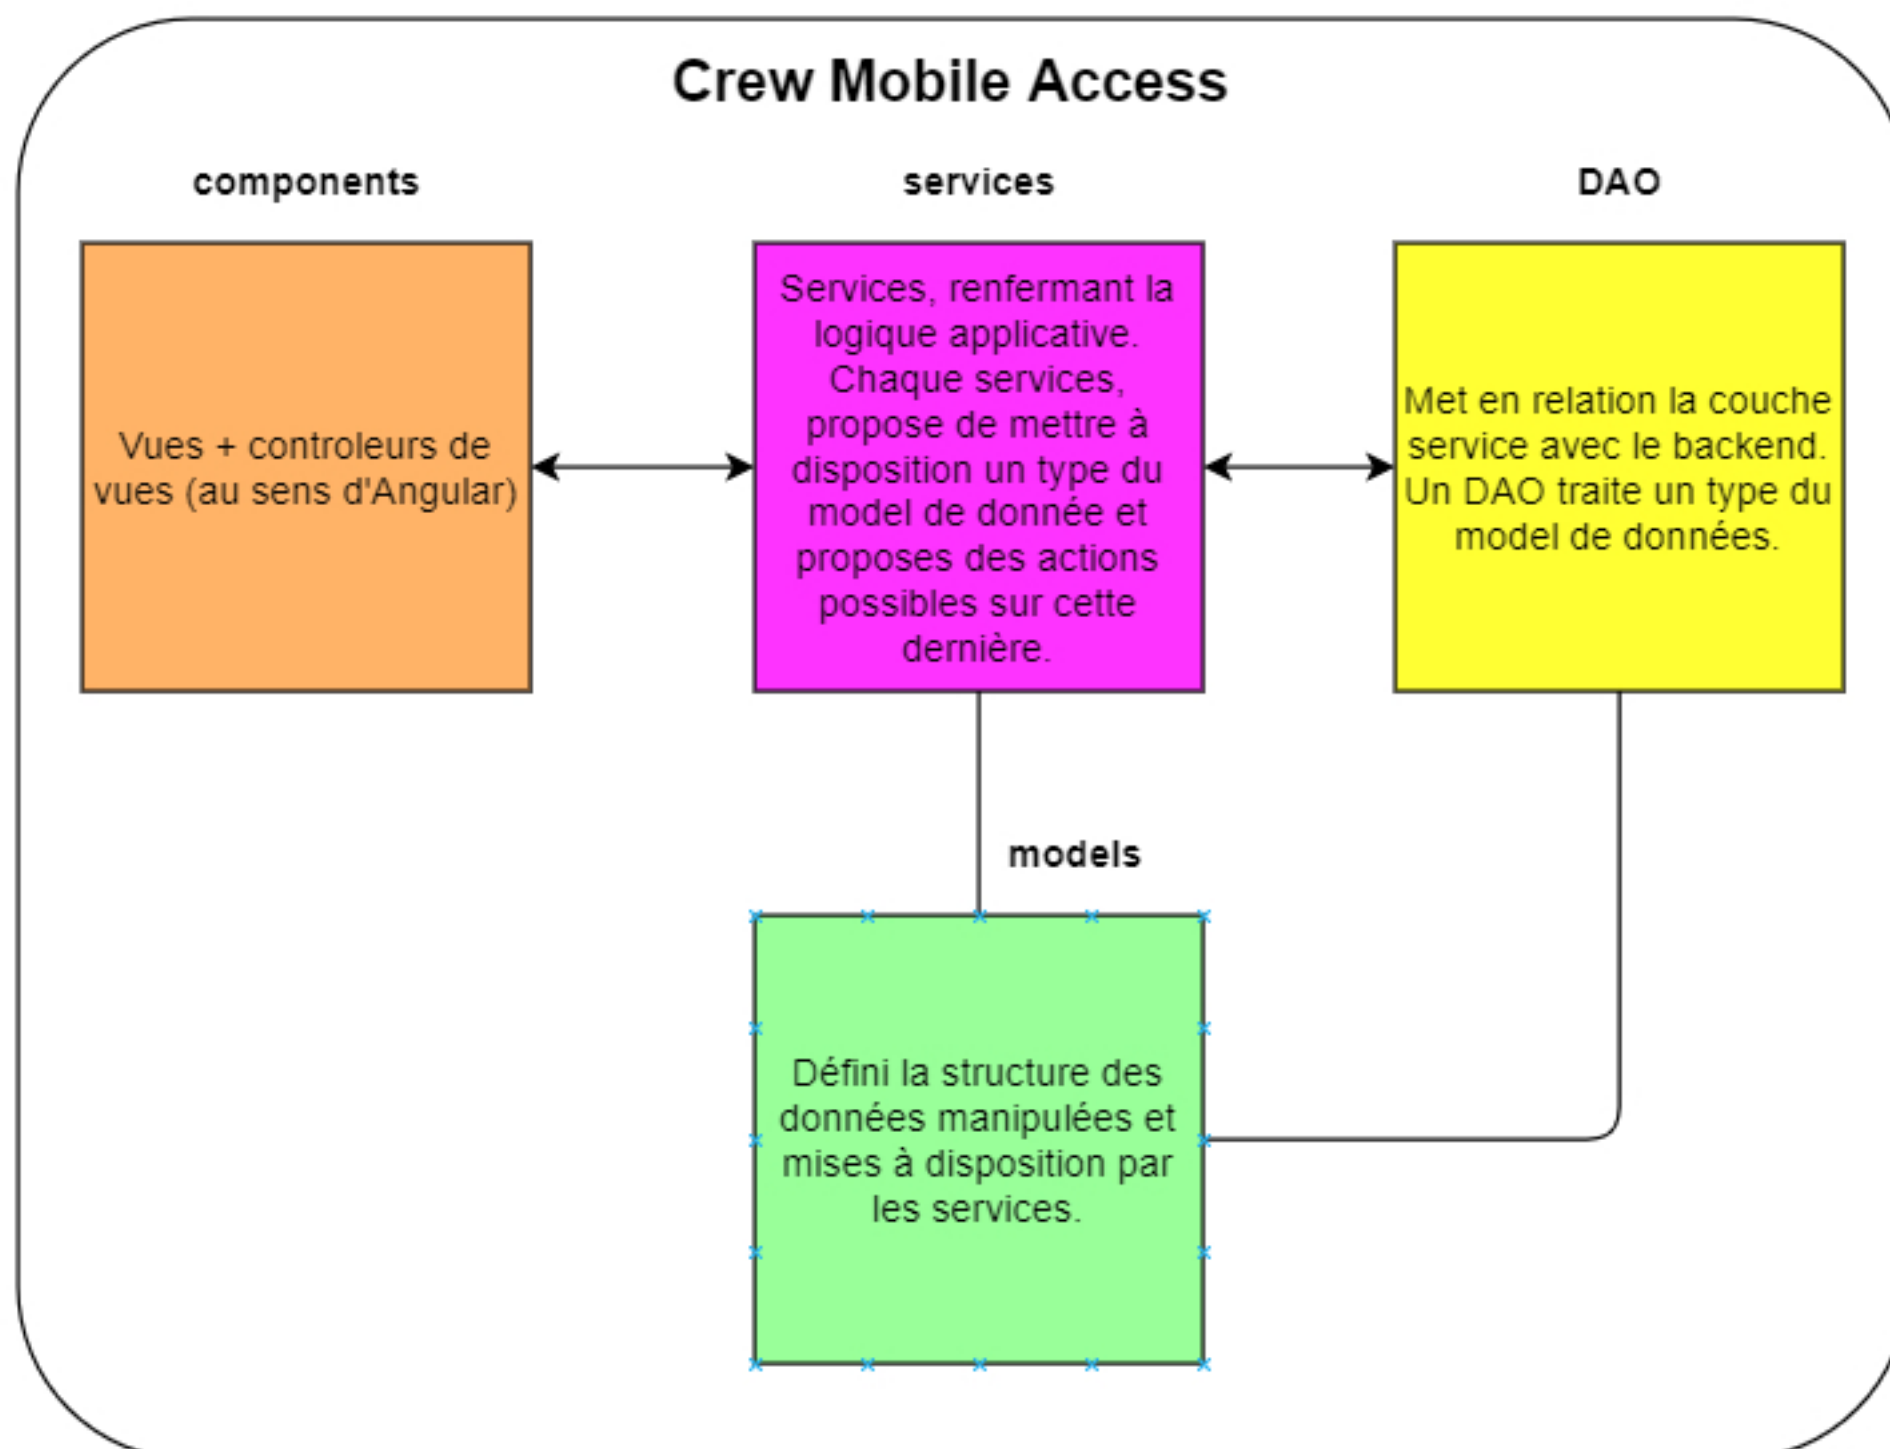 Crew Mobile Access
components
services
DAO
Vues + controleurs de
vues (au sens d'Angular)
Services, renfermant la
logique applicative.
Chaque services,
propose de mettre à
disposition un type du
model de donnée et
proposes des actions
possibles sur cette
dernière.
Met en relation la couche
service avec le backend.
Un DAO traite un type du
model de données.
models
Défini la structure des
données manipulées et
mises à disposition par
les services.